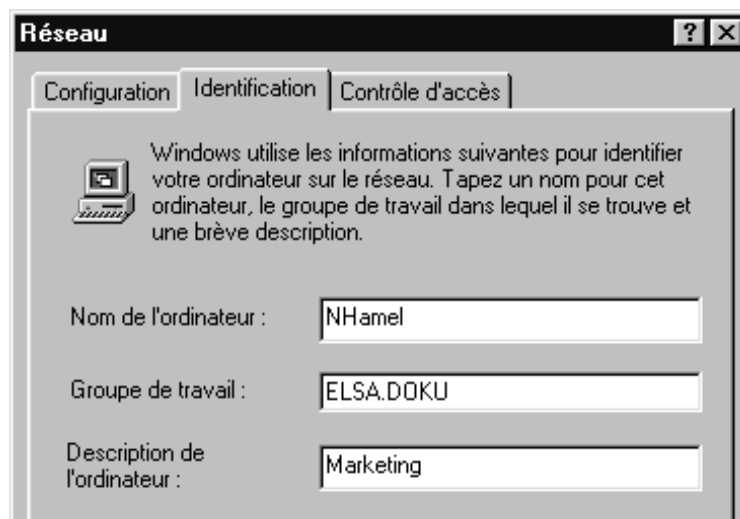 Réseau
Configuration
Identification
Contrôle d'accès
Windows utilise les informations suivantes pour identifier
votre ordinateur sur le réseau. Tapez un nom pour cet
ordinateur, le groupe de travail dans lequel il se trouve et
une brève description.
Nom de l'ordinateur : NHamel
Groupe de travail : ELSA.DOKU
Description de
l'ordinateur : Marketing